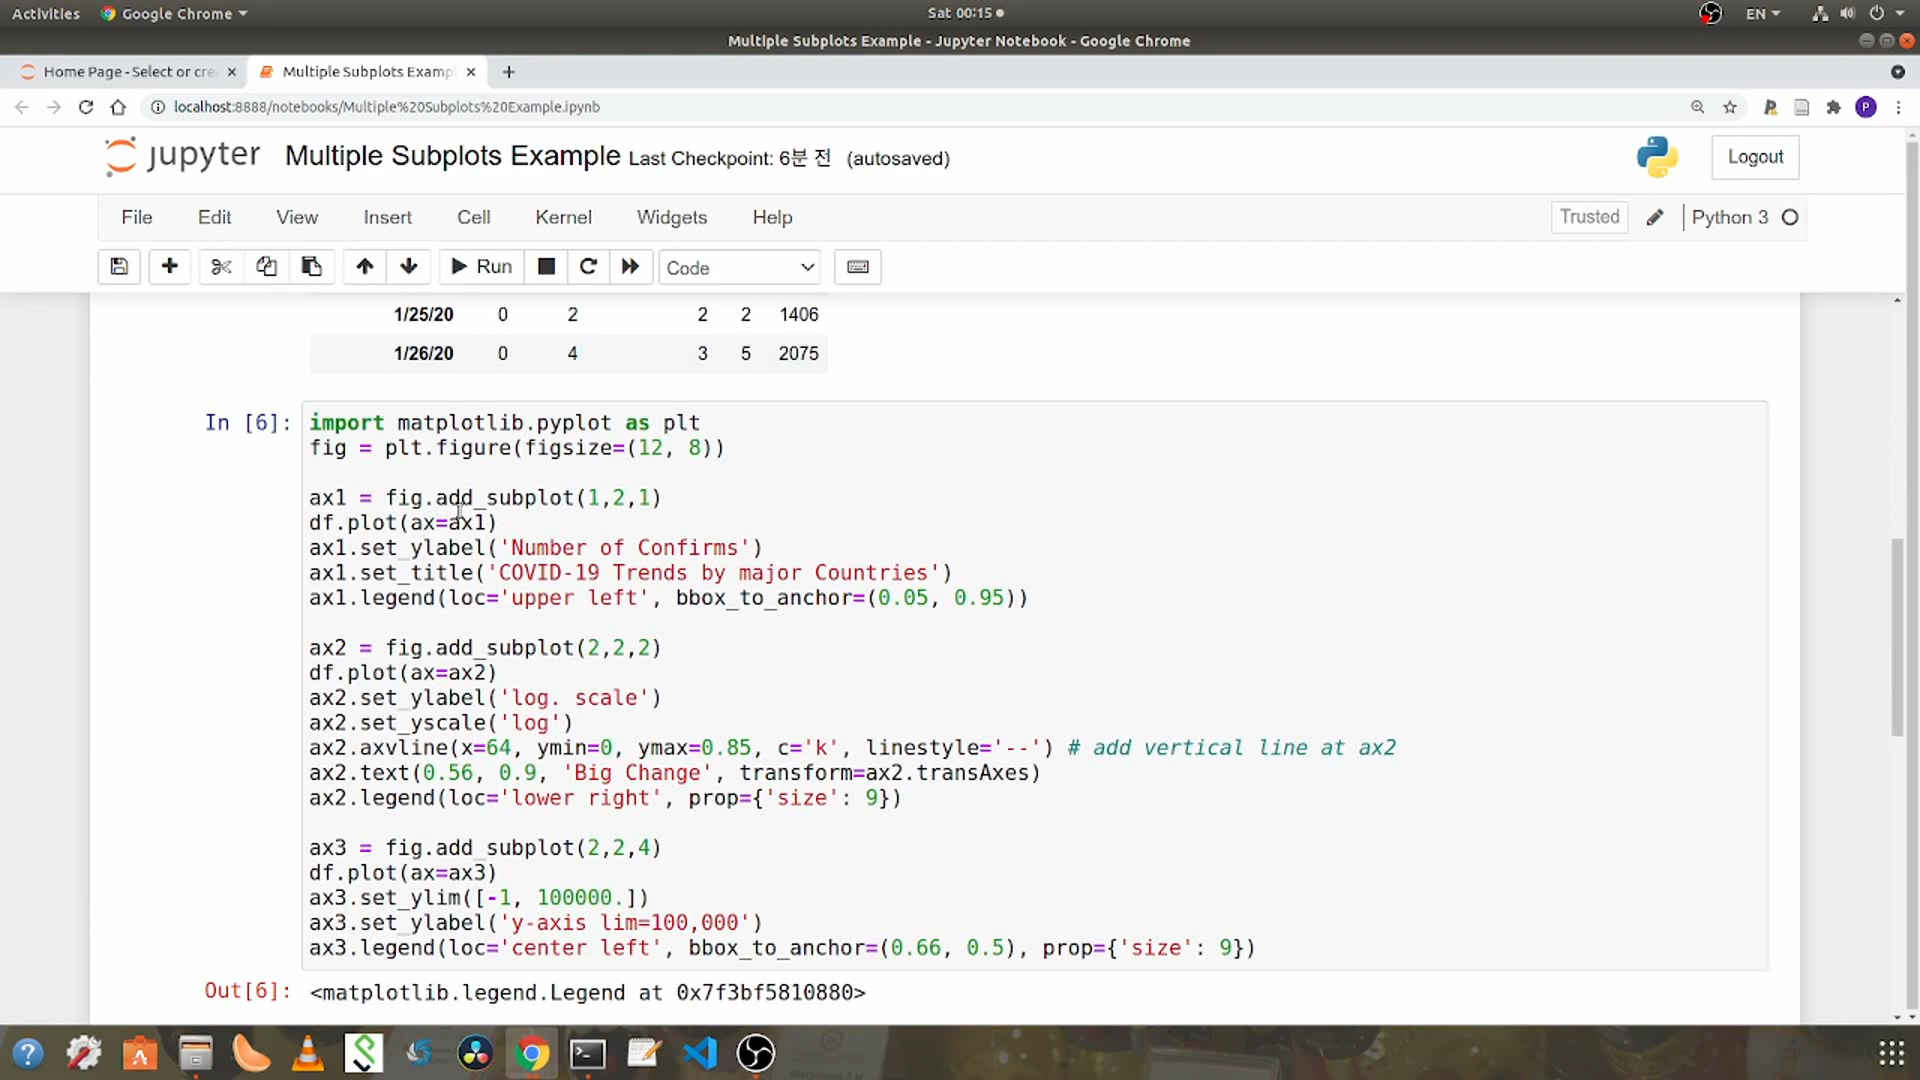 Activities Google Chrome Sat 00:15 EN
Multiple Subplots Example - Jupyter Notebook - Google Chrome
Home Page - Select or cre Multiple Subplots Examp
localhost:8888/notebooks/Multiple%20Subplots%20Example.ipynb P
jupyter Multiple Subplots Example Last Checkpoint: 6분 전 (autosaved) Logout
File Edit View Insert Cell Kernel Widgets Help Trusted Python 3
Run Code
1/25/20 0 2 2 2 1406
1/26/20 0 4 3 5 2075
In [6]: import matplotlib.pyplot as plt
fig = plt.figure(figsize=(12, 8))
ax1 = fig.add_subplot(1,2,1)
df.plot(ax=ax1)
ax1.set_ylabel('Number of Confirms')
ax1.set_title('COVID-19 Trends by major Countries')
ax1.legend(loc='upper left', bbox_to_anchor=(0.05, 0.95))
ax2 = fig.add_subplot(2,2,2)
df.plot(ax=ax2)
ax2.set_ylabel('log. scale')
ax2.set_yscale('log')
ax2.axvline(x=64, ymin=0, ymax=0.85, c='k', linestyle='--') # add vertical line at ax2
ax2.text(0.56, 0.9, 'Big Change', transform=ax2.transAxes)
ax2.legend(loc='lower right', prop={'size': 9})
ax3 = fig.add_subplot(2,2,4)
df.plot(ax=ax3)
ax3.set_ylim([-1, 100000.])
ax3.set_ylabel('y-axis lim=100,000')
ax3.legend(loc='center left', bbox_to_anchor=(0.66, 0.5), prop={'size': 9})
Out[6]: <matplotlib.legend.Legend at 0x7f3bf5810880>